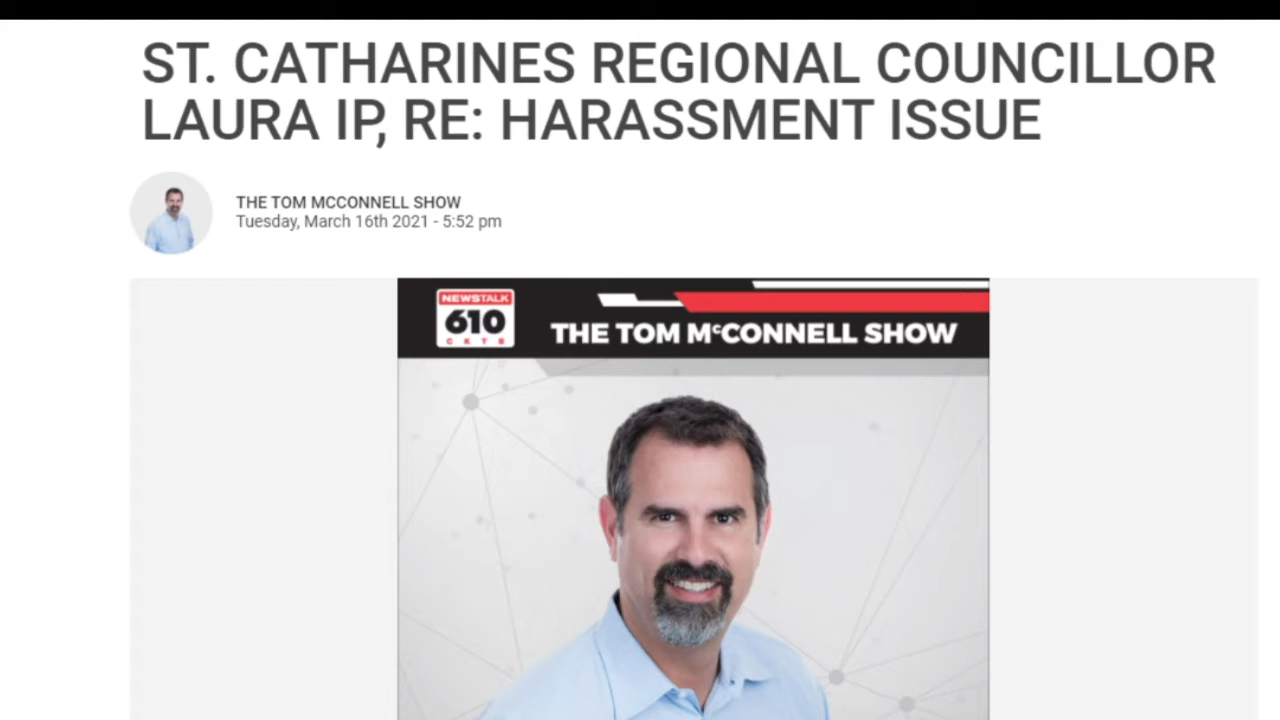 ST. CATHARINES REGIONAL COUNCILLOR
LAURA IP, RE: HARASSMENT ISSUE
THE TOM MCCONNELL SHOW
Tuesday, March 16th 2021 - 5:52 pm
NEWSTALK
610
CKTB
THE TOM McCONNELL SHOW